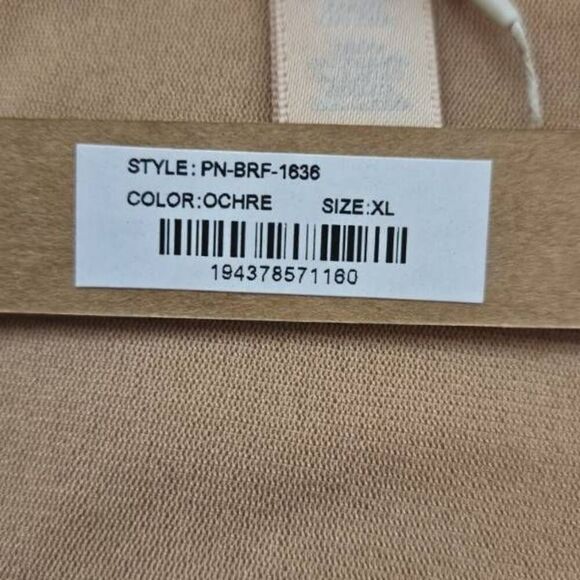 STYLE: PN-BRF-1636
COLOR:OCHRE SIZE:XL
194378571160